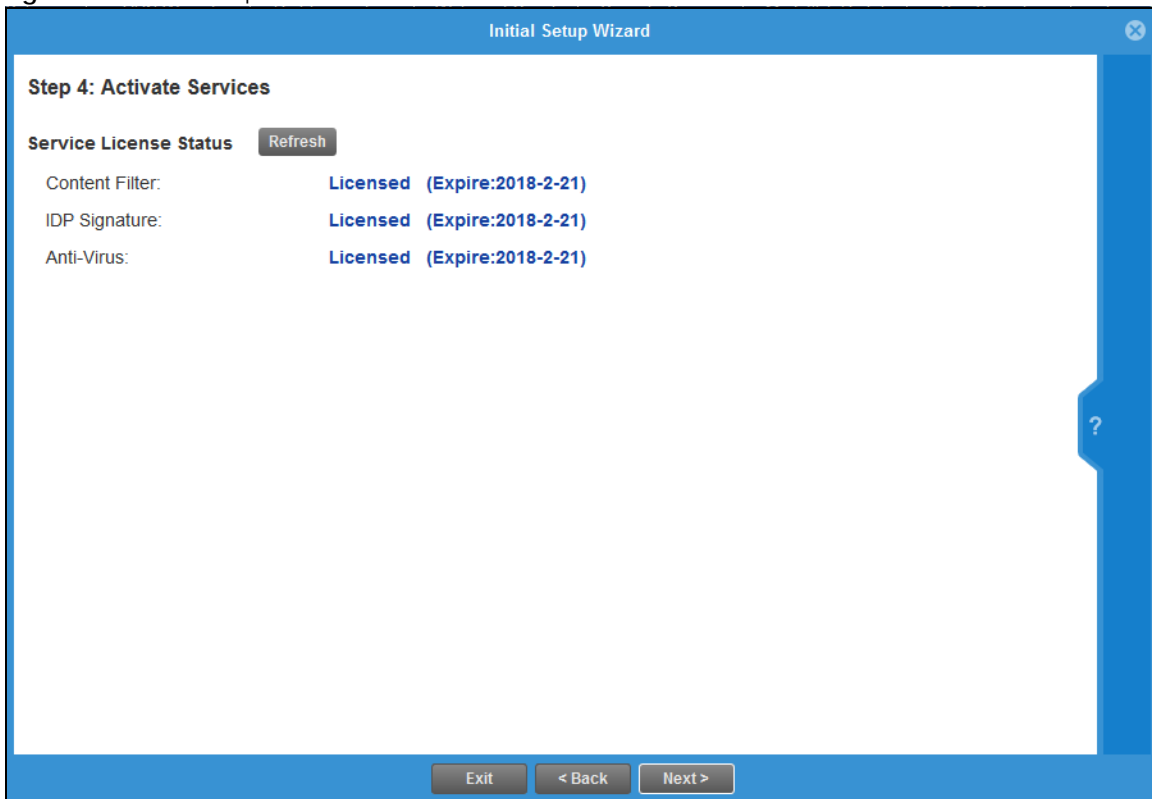 Initial Setup Wizard
Step 4: Activate Services
Service License Status Refresh
Content Filter: Licensed (Expire:2018-2-21)
IDP Signature: Licensed (Expire:2018-2-21)
Anti-Virus: Licensed (Expire:2018-2-21)
?
Exit < Back Next >